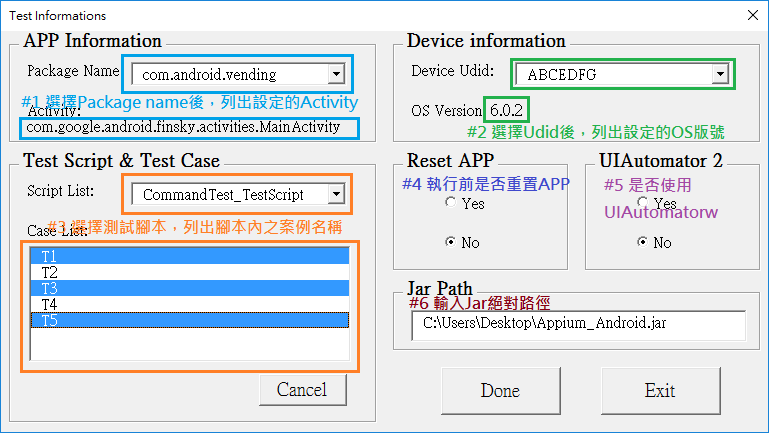 Test Informations
APP Information
Package Name
com.android.vending
#1 選擇Package name後，列出設定的Activity
Activity:
com.google.android.finsky.activities.MainActivity
Device information
Device Udid:
ABCEDFG
OS Version
6.0.2
#2 選擇Udid後，列出設定的OS版號
Test Script & Test Case
Script List:
CommandTest_TestScript
#3 選擇測試腳本，列出腳本內之案例名稱
Case List:
T1
T2
T3
T4
T5
Cancel
Reset APP
#4 執行前是否重置APP
Yes
No
UIAutomator 2
#5 是否使用
UIAutomatorw
Yes
No
Jar Path
#6 輸入Jar絕對路徑
C:\Users\Desktop\Appium_Android.jar
Done
Exit